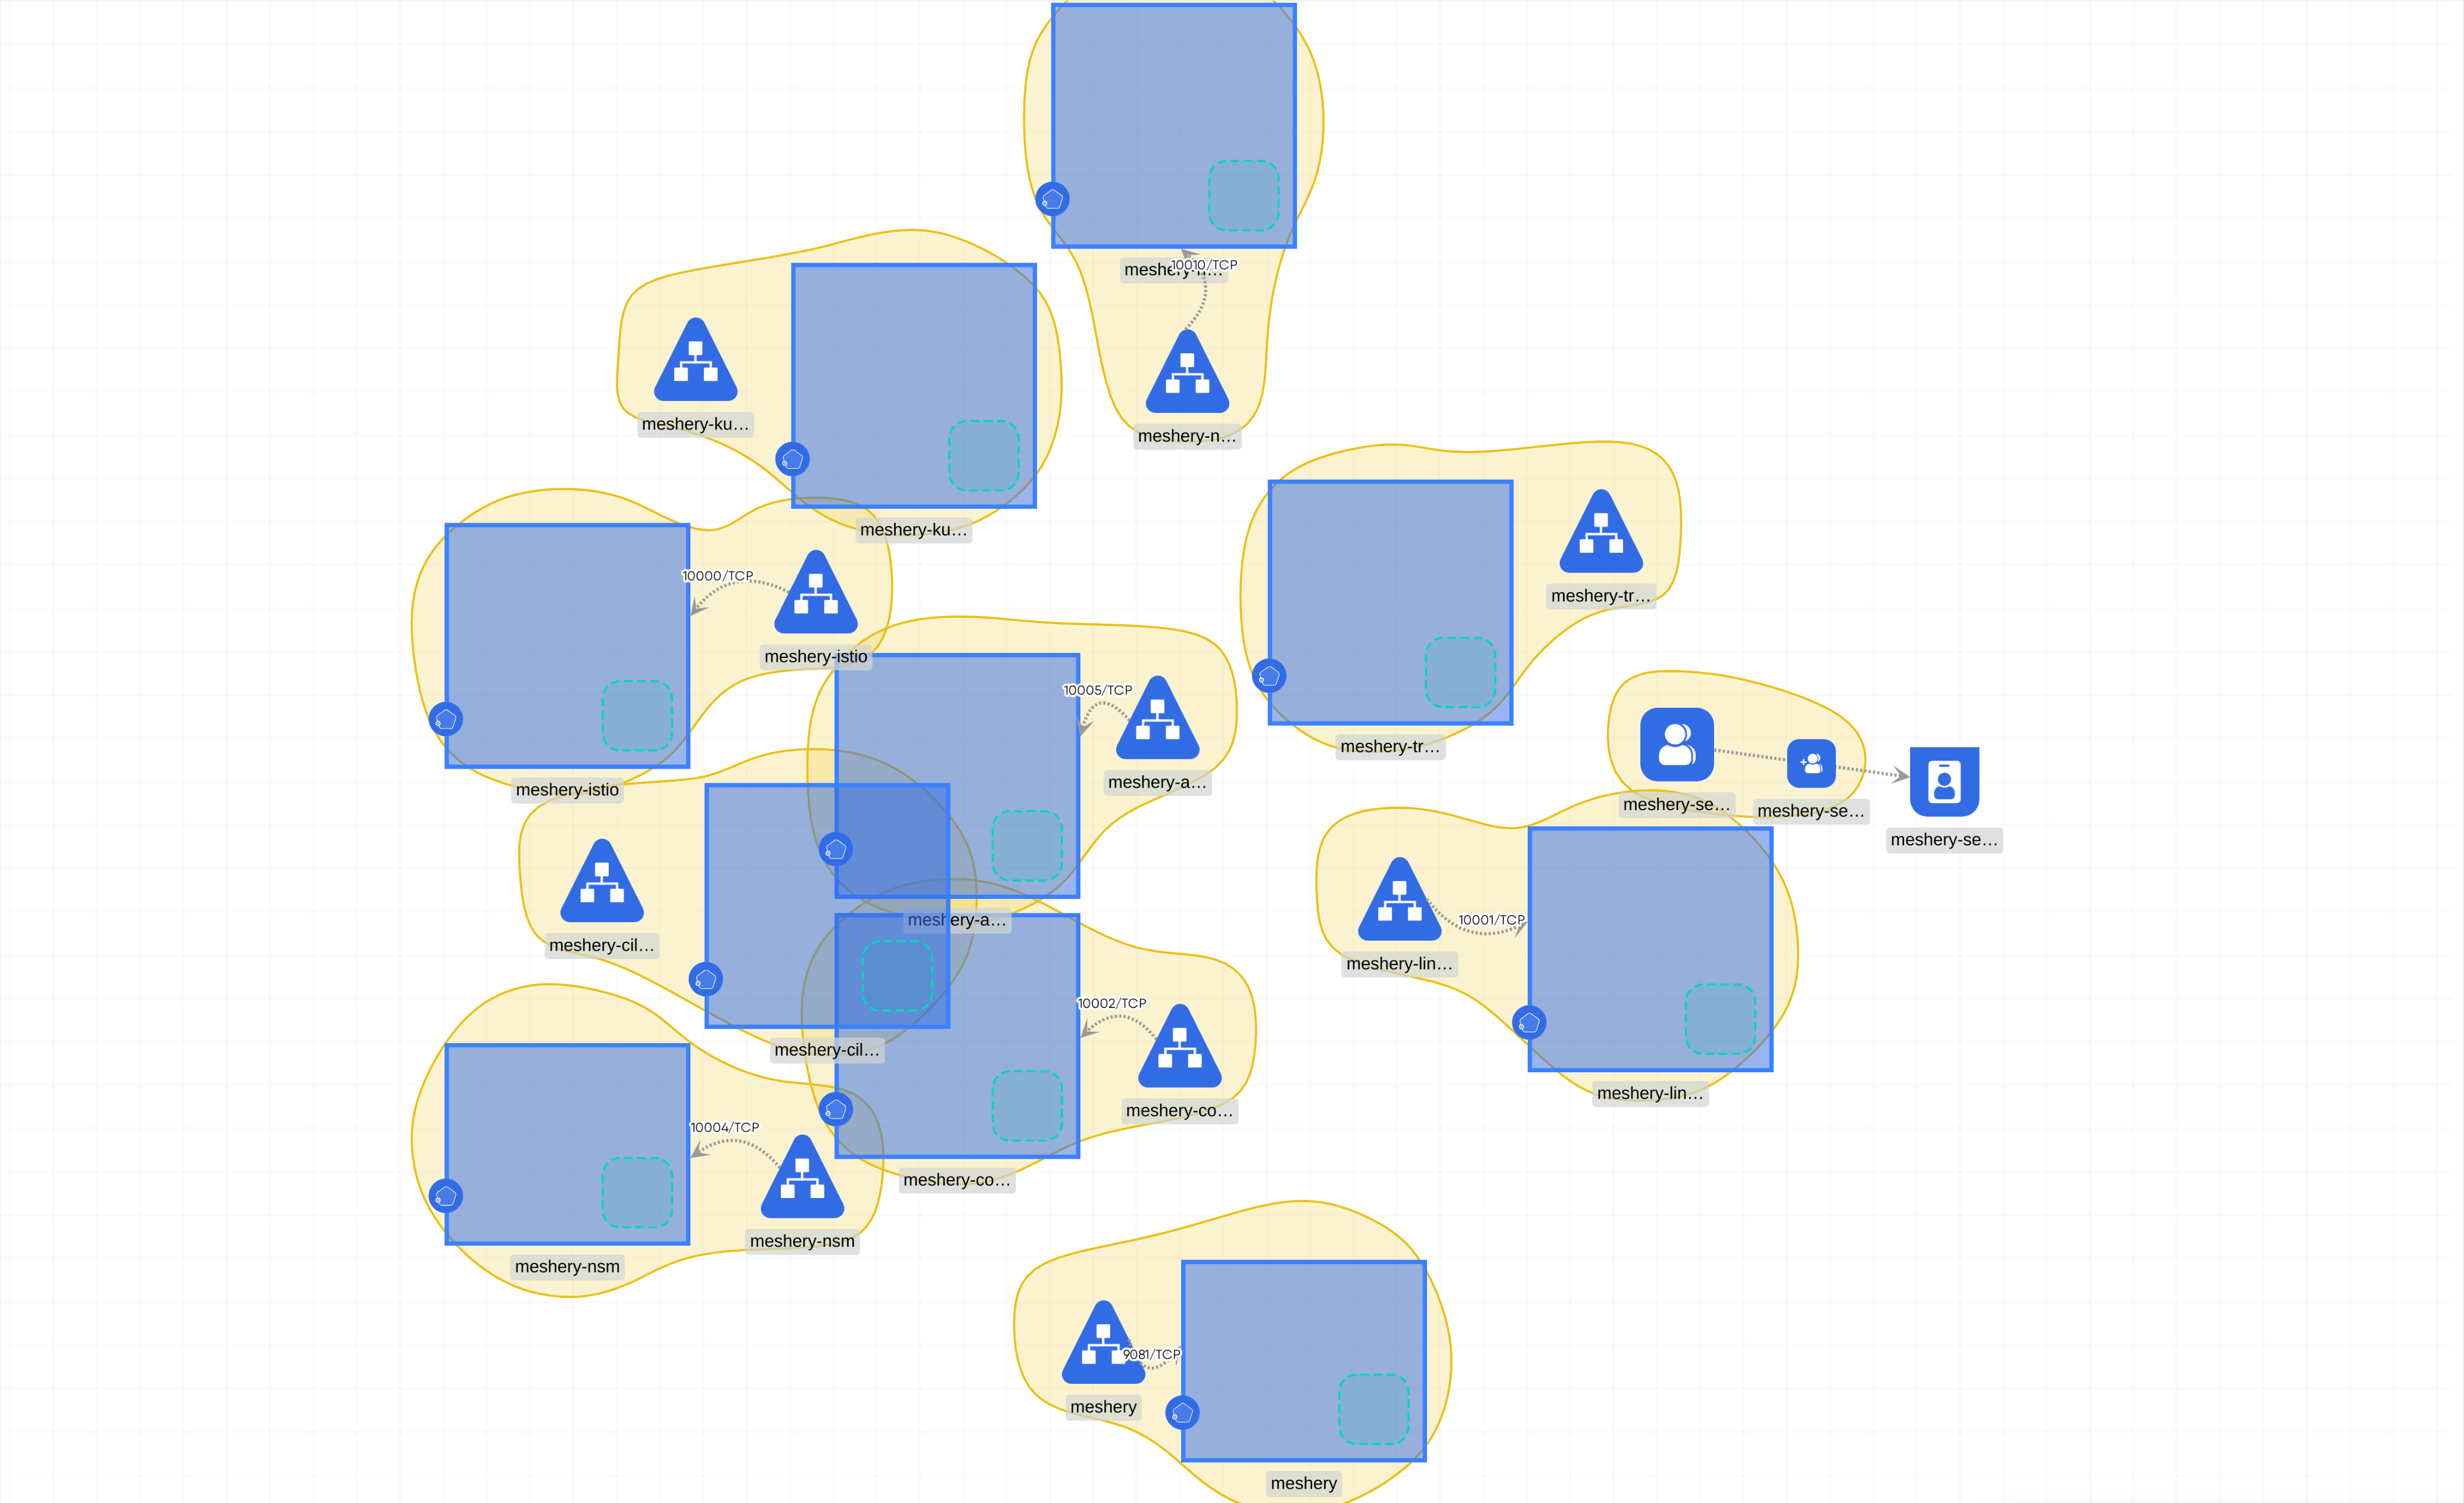 10010/TCP
meshery-n…
meshery-ku…
meshery-ku…
10000/TCP
meshery-istio
meshery-istio
meshery-tr…
meshery-tr…
10005/TCP
meshery-a…
meshery-a…
meshery-se…
meshery-se…
meshery-se…
meshery-cil…
meshery-cil…
10001/TCP
meshery-lin…
meshery-lin…
10002/TCP
meshery-co…
meshery-co…
10004/TCP
meshery-nsm
meshery-nsm
9081/TCP
meshery
meshery